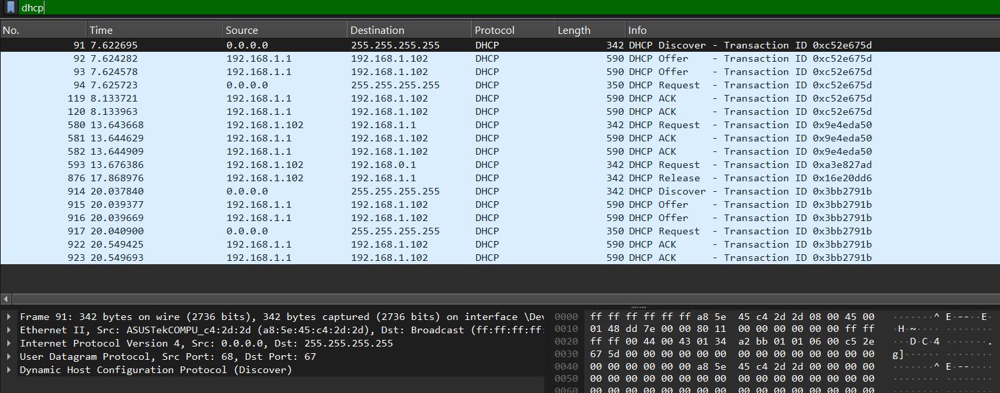 dhcp
No. Time Source Destination Protocol Length Info
91 7.622695 0.0.0.0 255.255.255.255 DHCP 342 DHCP Discover - Transaction ID 0xc52e675d
92 7.624282 192.168.1.1 192.168.1.102 DHCP 590 DHCP Offer - Transaction ID 0xc52e675d
93 7.624578 192.168.1.1 192.168.1.102 DHCP 590 DHCP Offer - Transaction ID 0xc52e675d
94 7.625723 0.0.0.0 255.255.255.255 DHCP 350 DHCP Request - Transaction ID 0xc52e675d
119 8.133721 192.168.1.1 192.168.1.102 DHCP 590 DHCP ACK - Transaction ID 0xc52e675d
120 8.133963 192.168.1.1 192.168.1.102 DHCP 590 DHCP ACK - Transaction ID 0xc52e675d
580 13.643668 192.168.1.102 192.168.1.1 DHCP 342 DHCP Request - Transaction ID 0x9e4eda50
581 13.644629 192.168.1.1 192.168.1.102 DHCP 590 DHCP ACK - Transaction ID 0x9e4eda50
582 13.644909 192.168.1.1 192.168.1.102 DHCP 590 DHCP ACK - Transaction ID 0x9e4eda50
593 13.676386 192.168.1.102 192.168.0.1 DHCP 342 DHCP Request - Transaction ID 0xa3e827ad
876 17.868976 192.168.1.102 192.168.1.1 DHCP 342 DHCP Release - Transaction ID 0x16e20dd6
914 20.037840 0.0.0.0 255.255.255.255 DHCP 342 DHCP Discover - Transaction ID 0x3bb2791b
915 20.039377 192.168.1.1 192.168.1.102 DHCP 590 DHCP Offer - Transaction ID 0x3bb2791b
916 20.039669 192.168.1.1 192.168.1.102 DHCP 590 DHCP Offer - Transaction ID 0x3bb2791b
917 20.040900 0.0.0.0 255.255.255.255 DHCP 350 DHCP Request - Transaction ID 0x3bb2791b
922 20.549425 192.168.1.1 192.168.1.102 DHCP 590 DHCP ACK - Transaction ID 0x3bb2791b
923 20.549693 192.168.1.1 192.168.1.102 DHCP 590 DHCP ACK - Transaction ID 0x3bb2791b
Frame 91: 342 bytes on wire (2736 bits), 342 bytes captured (2736 bits) on interface \Dev
Ethernet II, Src: ASUSTekCOMPU_c4:2d:2d (a8:5e:45:c4:2d:2d), Dst: Broadcast (ff:ff:ff:ff:
Internet Protocol Version 4, Src: 0.0.0.0, Dst: 255.255.255.255
User Datagram Protocol, Src Port: 68, Dst Port: 67
Dynamic Host Configuration Protocol (Discover)
0000 ff ff ff ff ff ff a8 5e 45 c4 2d 2d 08 00 45 00 ·······^ E·--··E·
0010 01 48 dd 7e 00 00 80 11 00 00 00 00 00 00 ff ff ·H·~···· ········
0020 ff ff 00 44 00 43 01 34 a2 bb 01 01 06 00 c5 2e ···D·C·4 ·······.
0030 67 5d 00 00 00 00 00 00 00 00 00 00 00 00 00 00 g]······ ········
0040 00 00 00 00 00 00 a8 5e 45 c4 2d 2d 00 00 00 00 ·······^ E·--····
0050 00 00 00 00 00 00 00 00 00 00 00 00 00 00 00 00 ········ ········
0060 00 00 00 00 00 00 00 00 00 00 00 00 00 00 00 00 ········ ········